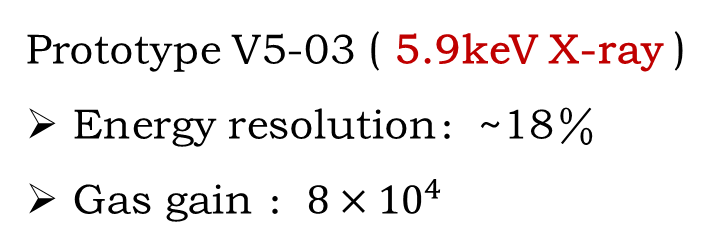 Prototype V5-03 ( 5.9keV X-ray )
➢ Energy resolution: ~18%
➢ Gas gain : 8 × 10⁴